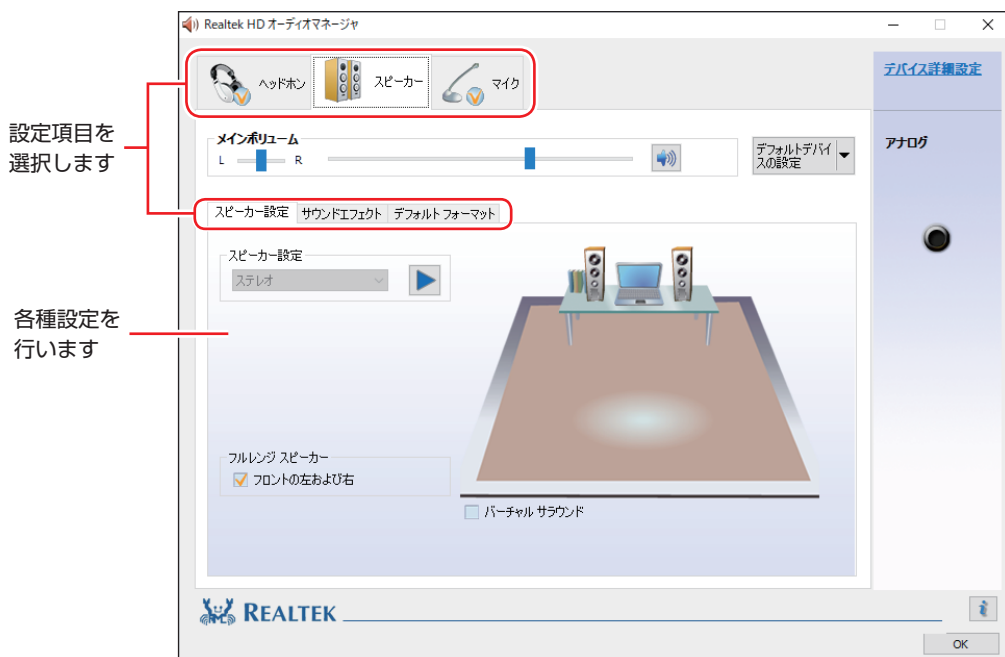 Realtek HD オーディオマネージャ
ヘッドホン
スピーカー
マイク
デバイス詳細設定
設定項目を
選択します
メインボリューム
L
R
デフォルトデバイ
スの設定
アナログ
スピーカー設定
サウンドエフェクト
デフォルト フォーマット
スピーカー設定
ステレオ
各種設定を
行います
フルレンジ スピーカー
フロントの左および右
バーチャル サラウンド
REALTEK
OK